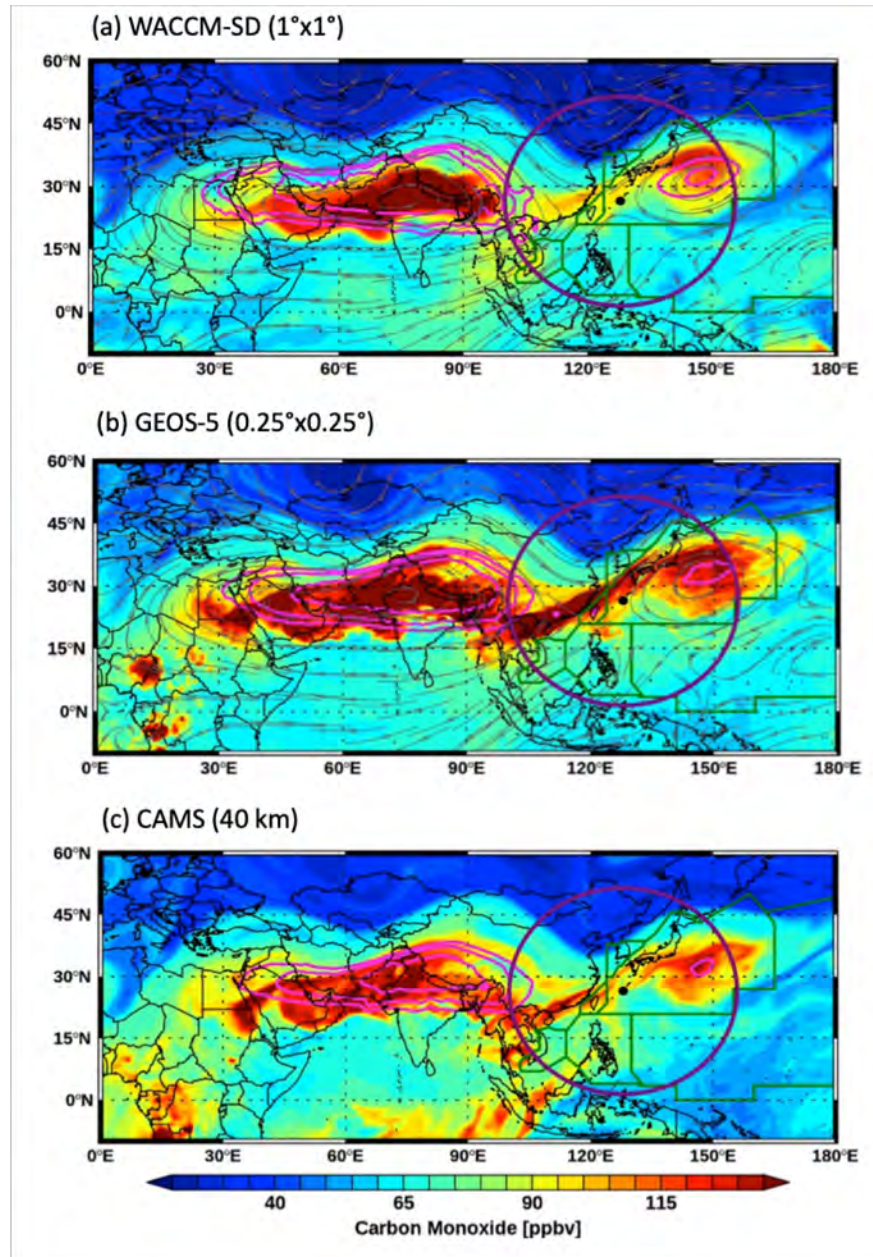 (a) WACCM-SD (1°x1°)
60°N
45°N
30°N
15°N
0°N
0°E 30°E 60°E 90°E 120°E 150°E 180°E
(b) GEOS-5 (0.25°x0.25°)
60°N
45°N
30°N
15°N
0°N
0°E 30°E 60°E 90°E 120°E 150°E 180°E
(c) CAMS (40 km)
60°N
45°N
30°N
15°N
0°N
0°E 30°E 60°E 90°E 120°E 150°E 180°E
40 65 90 115
Carbon Monoxide [ppbv]